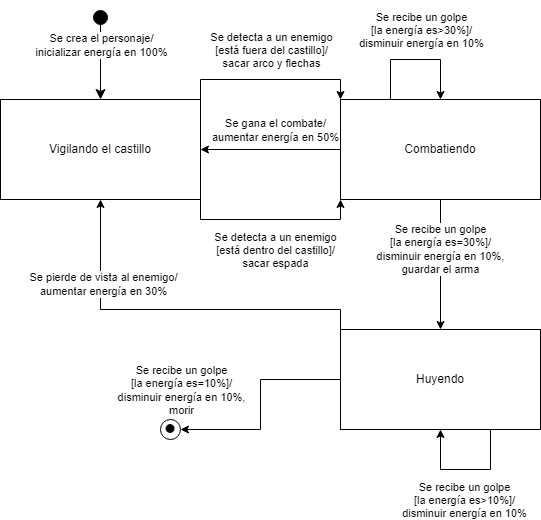 Se crea el personaje/
inicializar energía en 100%
Se detecta a un enemigo
[está fuera del castillo]/
sacar arco y flechas
Se recibe un golpe
[la energía es>30%]/
disminuir energía en 10%
Vigilando el castillo
Se gana el combate/
aumentar energía en 50%
Combatiendo
Se detecta a un enemigo
[está dentro del castillo]/
sacar espada
Se recibe un golpe
[la energía es=30%]/
disminuir energía en 10%,
guardar el arma
Se pierde de vista al enemigo/
aumentar energía en 30%
Se recibe un golpe
[la energía es=10%]/
disminuir energía en 10%,
morir
Huyendo
Se recibe un golpe
[la energía es>10%]/
disminuir energía en 10%